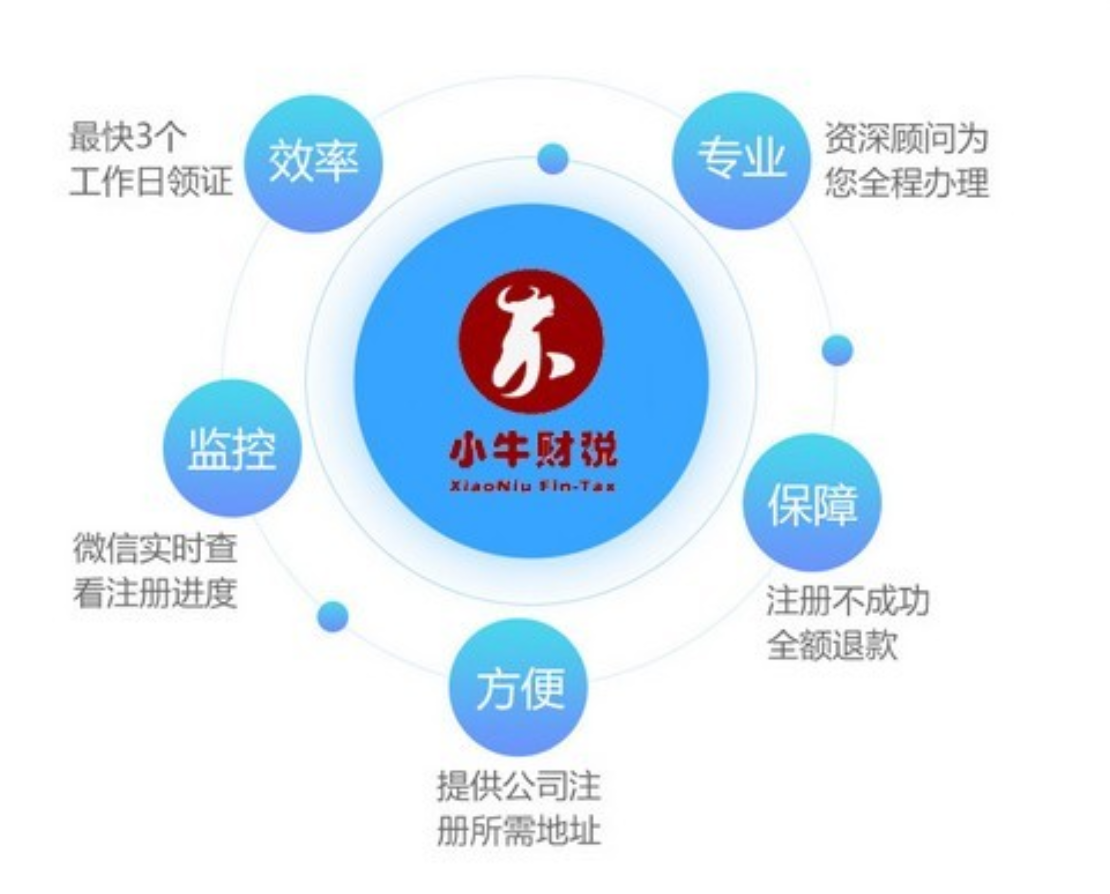 效率
最快3个
工作日领证
专业
资深顾问为
您全程办理
小牛财税
XiaoNiu Fin-Tax
监控
微信实时查
看注册进度
保障
注册不成功
全额退款
方便
提供公司注
册所需地址